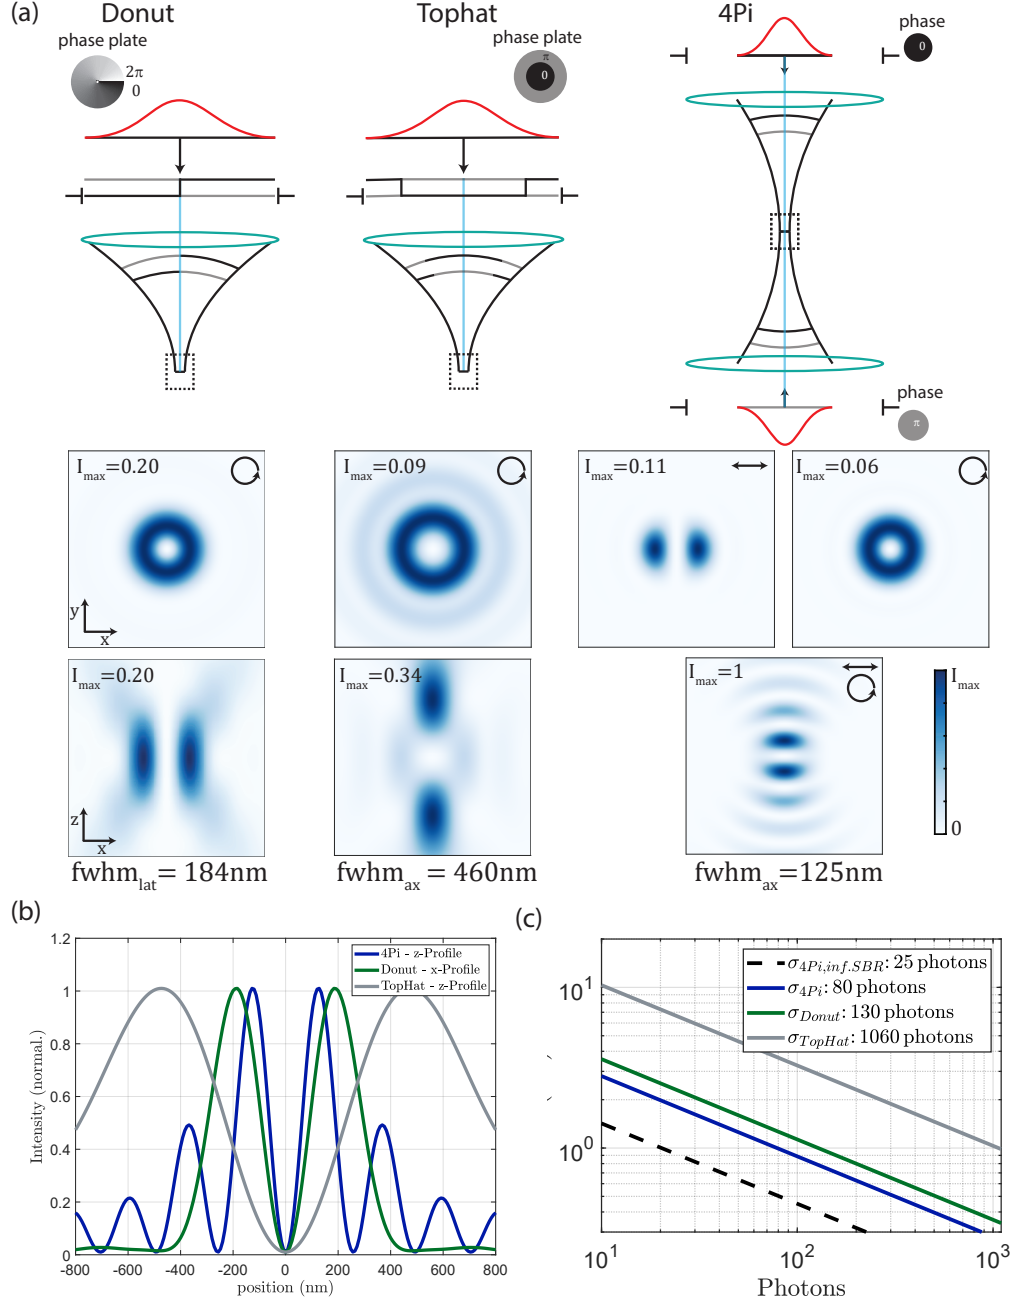 (a)
Donut
Tophat
4Pi
phase plate
2π
0
phase plate
π
0
phase
0
phase
π
I_max=0.20
y
x
I_max=0.09
I_max=0.11
I_max=0.06
I_max=0.20
z
x
I_max=0.34
I_max=1
I_max
0
fwhm_lat = 184nm
fwhm_ax = 460nm
fwhm_ax=125nm
(b)
1.2
1
0.8
0.6
0.4
0.2
0
Intensity (normal.)
-800 -600 -400 -200 0 200 400 600 800
position (nm)
4Pi - z-Profile
Donut - x-Profile
TopHat - z-Profile
(c)
10^1
10^0
σ_4Pi,inf.SBR: 25 photons
σ_4Pi: 80 photons
σ_Donut: 130 photons
σ_TopHat: 1060 photons
10^1 10^2 10^3
Photons